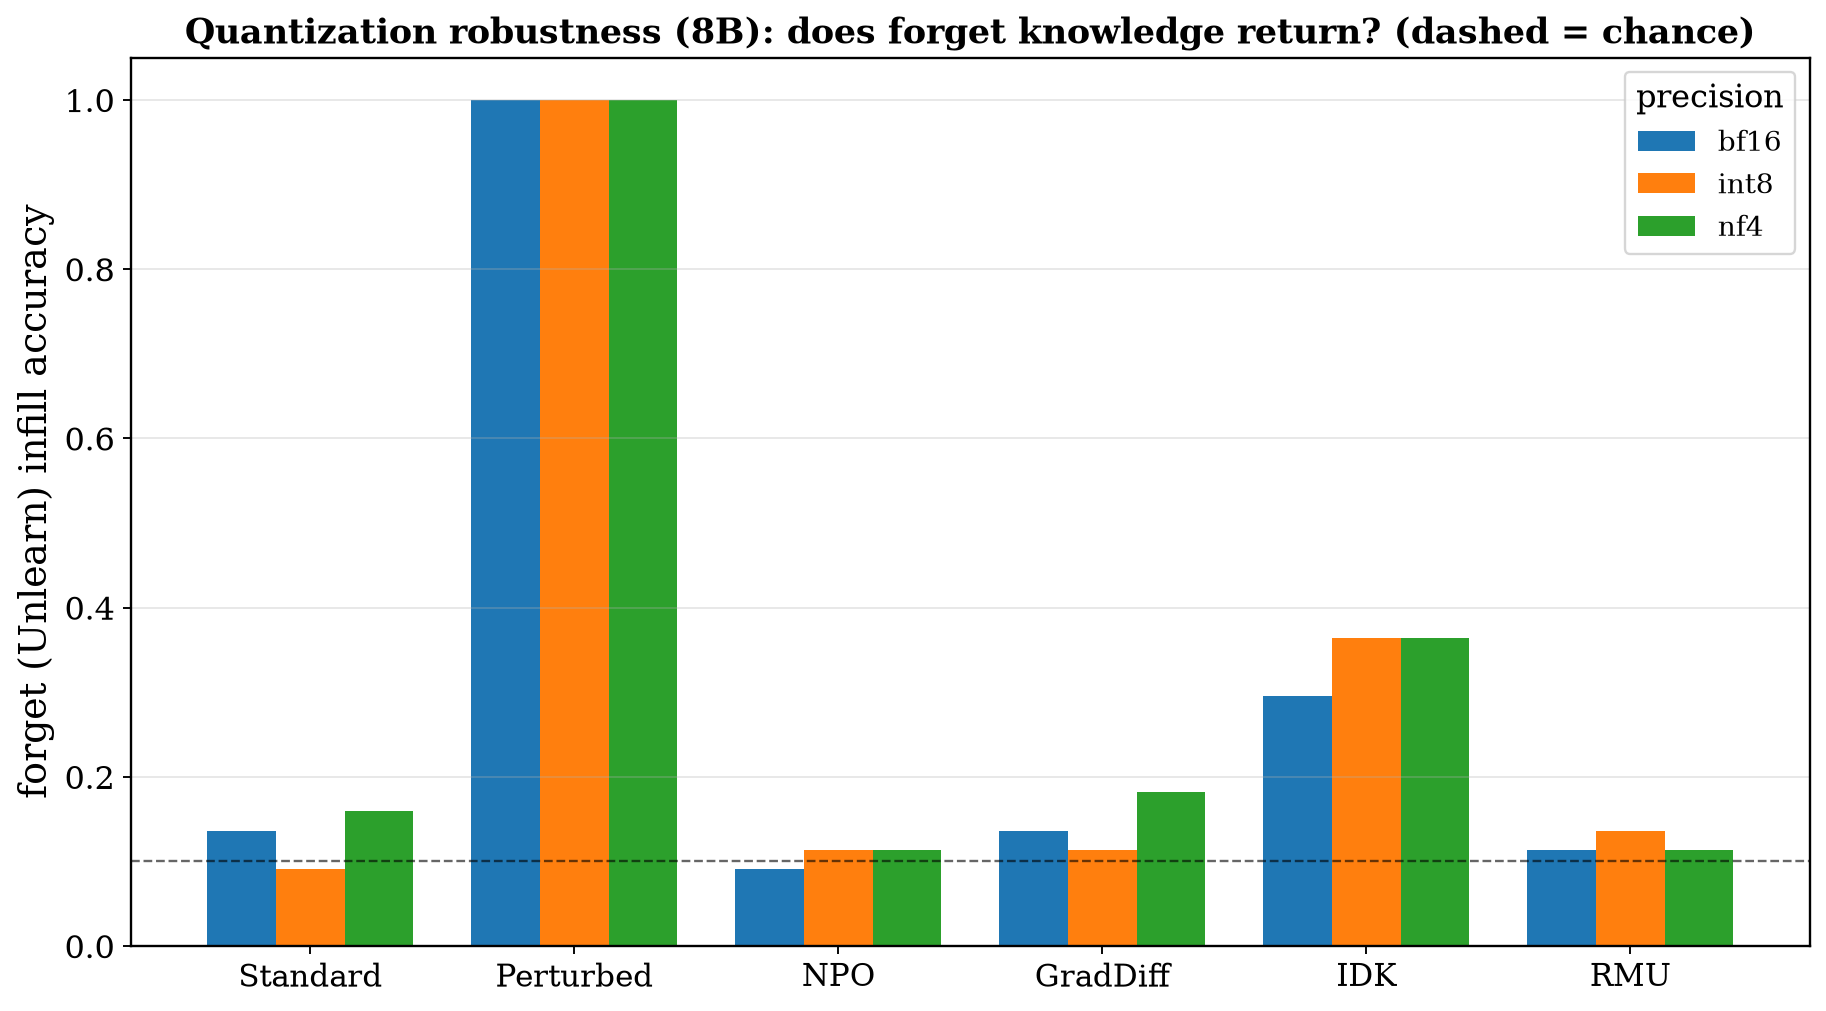 Quantization robustness (8B): does forget knowledge return? (dashed = chance)
forget (Unlearn) infill accuracy
1.0
0.8
0.6
0.4
0.2
0.0
precision
bf16
int8
nf4
Standard Perturbed NPO GradDiff IDK RMU